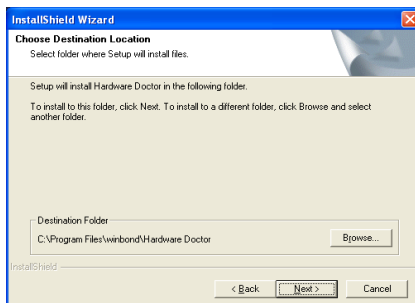 InstallShield Wizard
Choose Destination Location
Select folder where Setup will install files.
Setup will install Hardware Doctor in the following folder.
To install to this folder, click Next. To install to a different folder, click Browse and select
another folder.
Destination Folder
C:\Program Files\winbond\Hardware Doctor
Browse...
InstallShield
< Back
Next >
Cancel